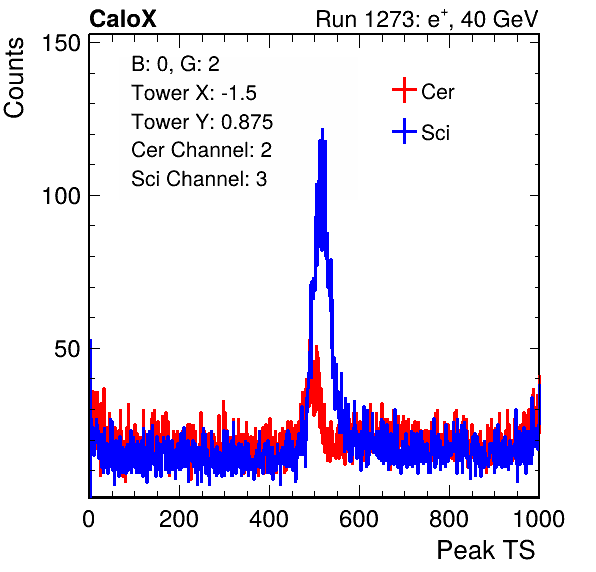 CaloX Run 1273: e⁺, 40 GeV
Counts
150
100
50
B: 0, G: 2
Tower X: -1.5
Tower Y: 0.875
Cer Channel: 2
Sci Channel: 3
Cer
Sci
0 200 400 600 800 1000
Peak TS